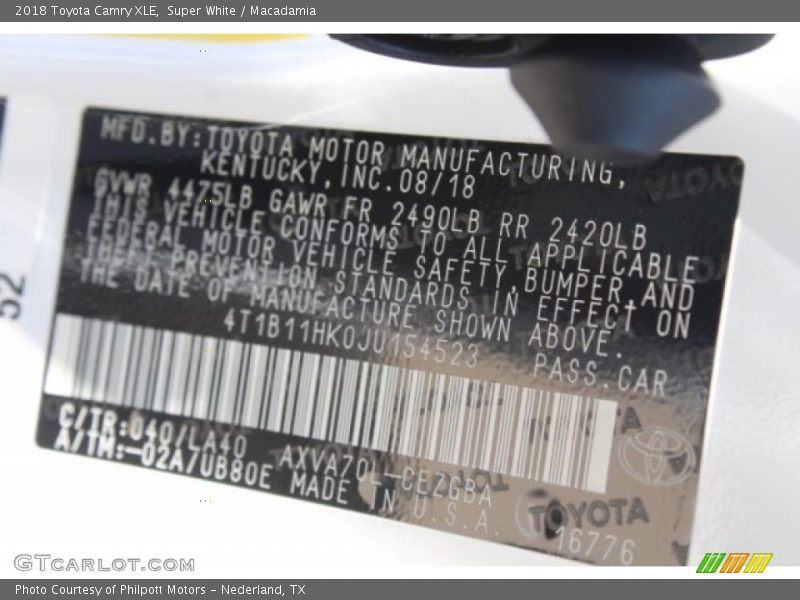 2018 Toyota Camry XLE,  Super White / Macadamia
MFD.BY:TOYOTA MOTOR MANUFACTURING,
KENTUCKY,INC.08/18
GVWR 4475LB GAWR FR 2490LB RR 2420LB
THIS VEHICLE CONFORMS TO ALL APPLICABLE
FEDERAL MOTOR VEHICLE SAFETY,BUMPER,AND
THEFT PREVENTION STANDARDS IN EFFECT ON
THE DATE OF MANUFACTURE SHOWN ABOVE.
4T1B11HK0JU154523 PASS.CAR
C/TR:040/LA40 AXVA70L-CEZGBA
A/TM:-02A/UB80E MADE IN U.S.A.
TOYOTA
16776
52
GTcarlot.com
Photo Courtesy of Philpott Motors - Nederland, TX